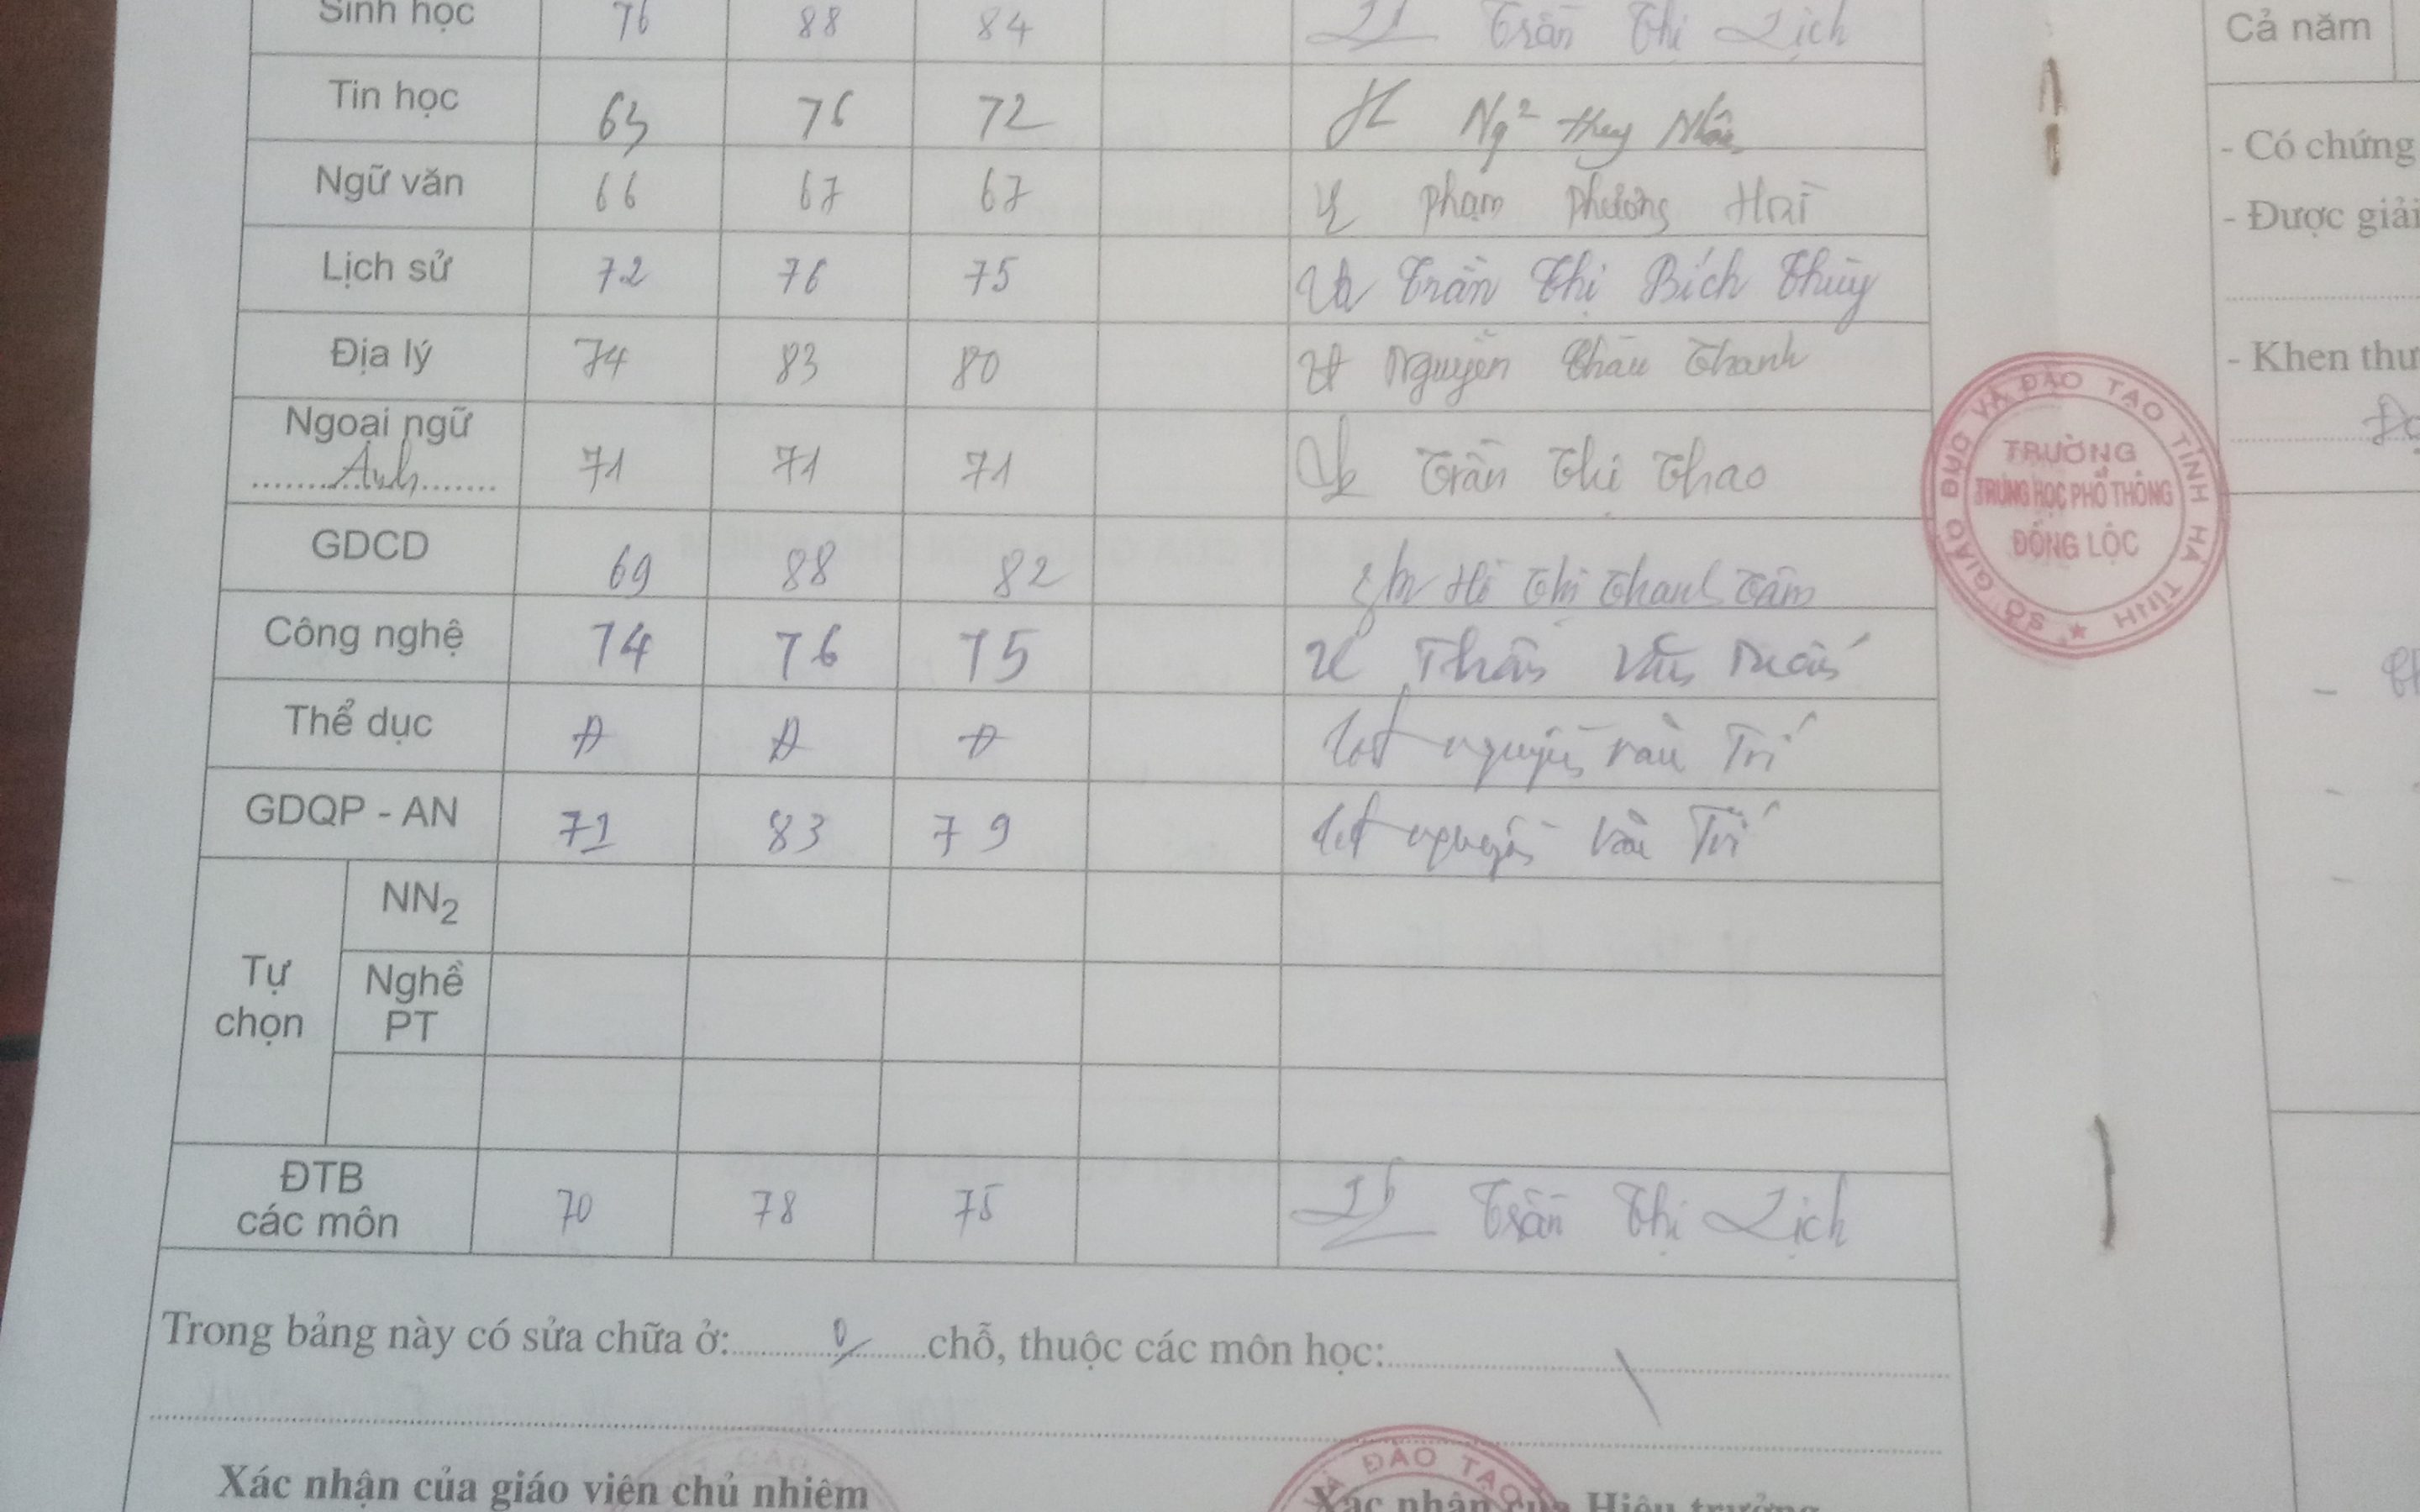 Sinh học 76 88 84 Trần Thị Lịch
Tin học 63 76 72 Ng² Thuy
Ngữ văn 66 67 67 Phạm Phương Hoài
Lịch sử 72 76 75 Trần Thị Bích Thủy
Địa lý 74 83 80 Nguyễn Châu Thanh
Ngoại ngữ
Anh 71 71 71 Trần Thị Thao
GDCD 69 88 82 Thị Thanh Tâm
Công nghệ 74 76 75 Văn
Thể dục Đ Đ Đ Nguyễn Văn Trí
GDQP - AN 71 83 79 Nguyễn Văn Trí
NN2
Tự chọn
Nghề
PT
ĐTB
các môn 70 78 75 Trần Thị Lịch
Trong bảng này có sửa chữa ở: 0 chỗ, thuộc các môn học:
Xác nhận của giáo viên chủ nhiệm
Xác nhận của Hiệu trưởng
VÀ ĐÀO TẠO
SỞ GIÁO DỤC VÀ ĐÀO TẠO TỈNH HÀ TĨNH
TRƯỜNG
TRUNG HỌC PHỔ THÔNG
ĐỒNG LỘC
Cả năm
- Có chứng
- Được giải
- Khen thư